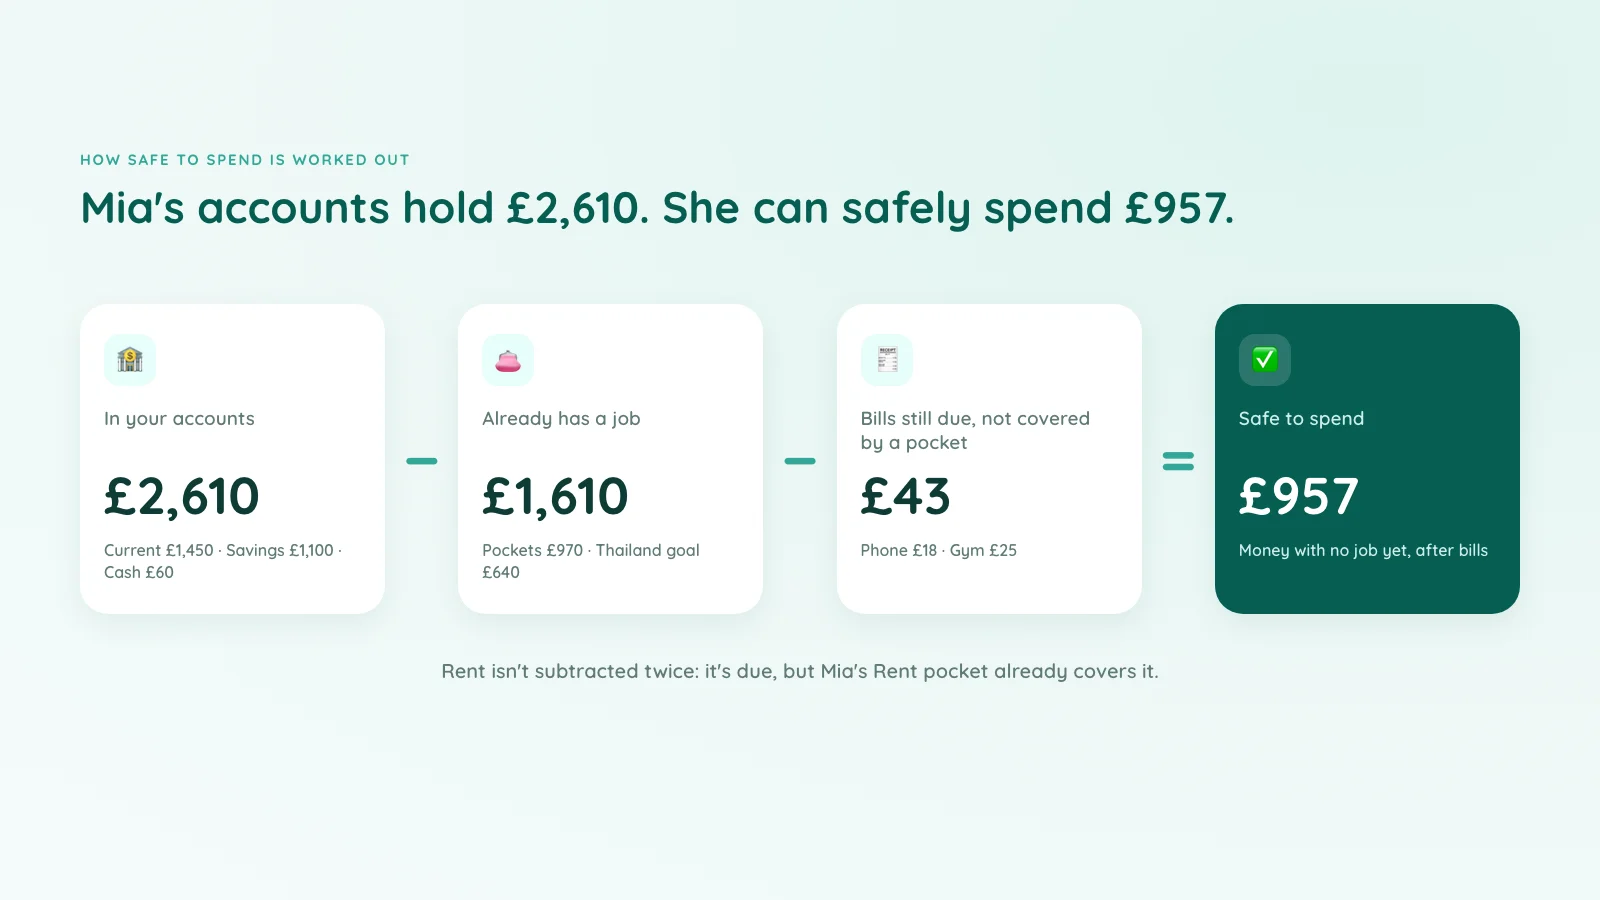 HOW SAFE TO SPEND IS WORKED OUT
Mia's accounts hold £2,610. She can safely spend £957.
In your accounts
£2,610
Current £1,450 · Savings £1,100 ·
Cash £60
−
Already has a job
£1,610
Pockets £970 · Thailand goal
£640
−
Bills still due, not covered
by a pocket
£43
Phone £18 · Gym £25
=
Safe to spend
£957
Money with no job yet, after bills
Rent isn't subtracted twice: it's due, but Mia's Rent pocket already covers it.